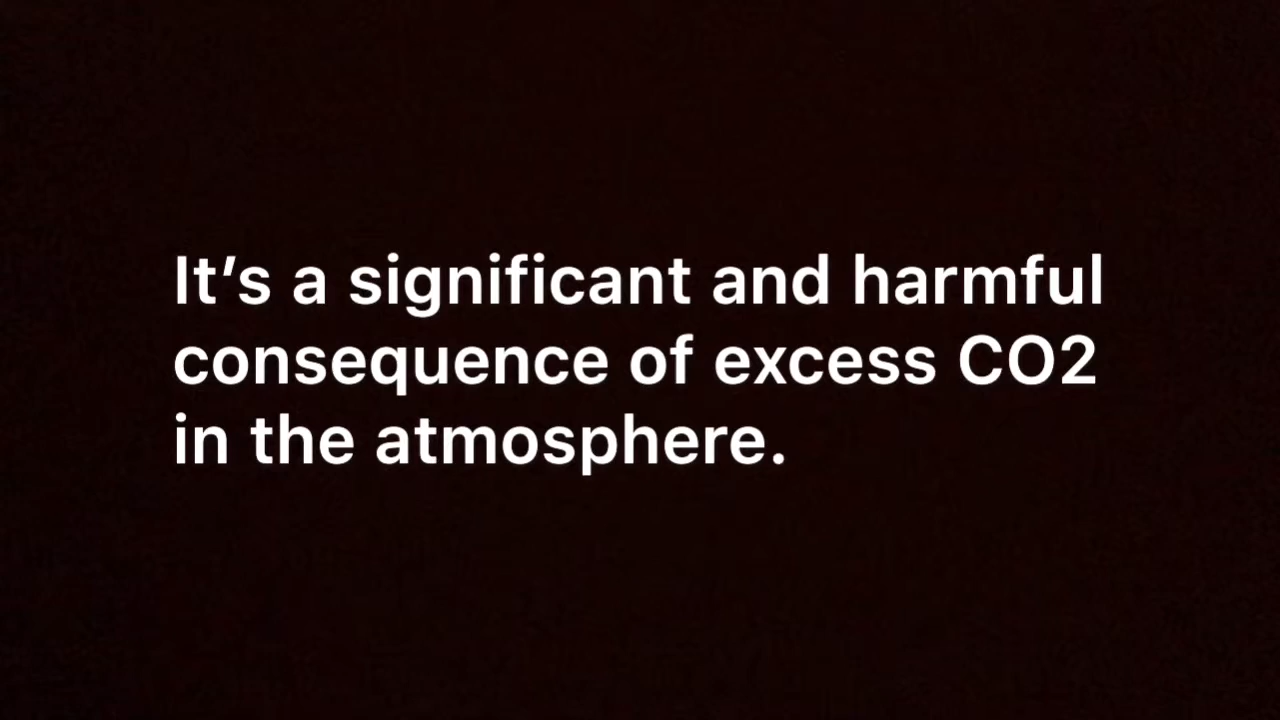 It’s a significant and harmful
consequence of excess CO2
in the atmosphere.